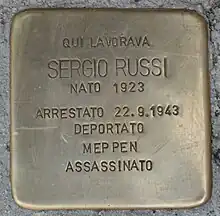 QUI LAVORAVA
SERGIO RUSSI
NATO 1923
ARRESTATO 22.9.1943
DEPORTATO
MEPPEN
ASSASSINATO